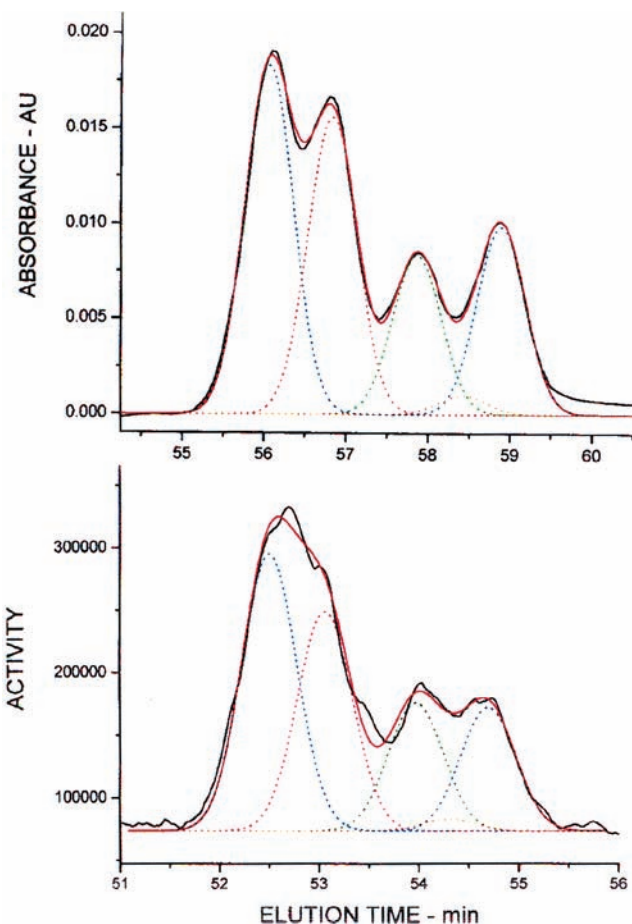 0.020
0.015
0.010
0.005
0.000
ABSORBANCE - AU
55 56 57 58 59 60
300000
200000
100000
ACTIVITY
51 52 53 54 55 56
ELUTION TIME - min